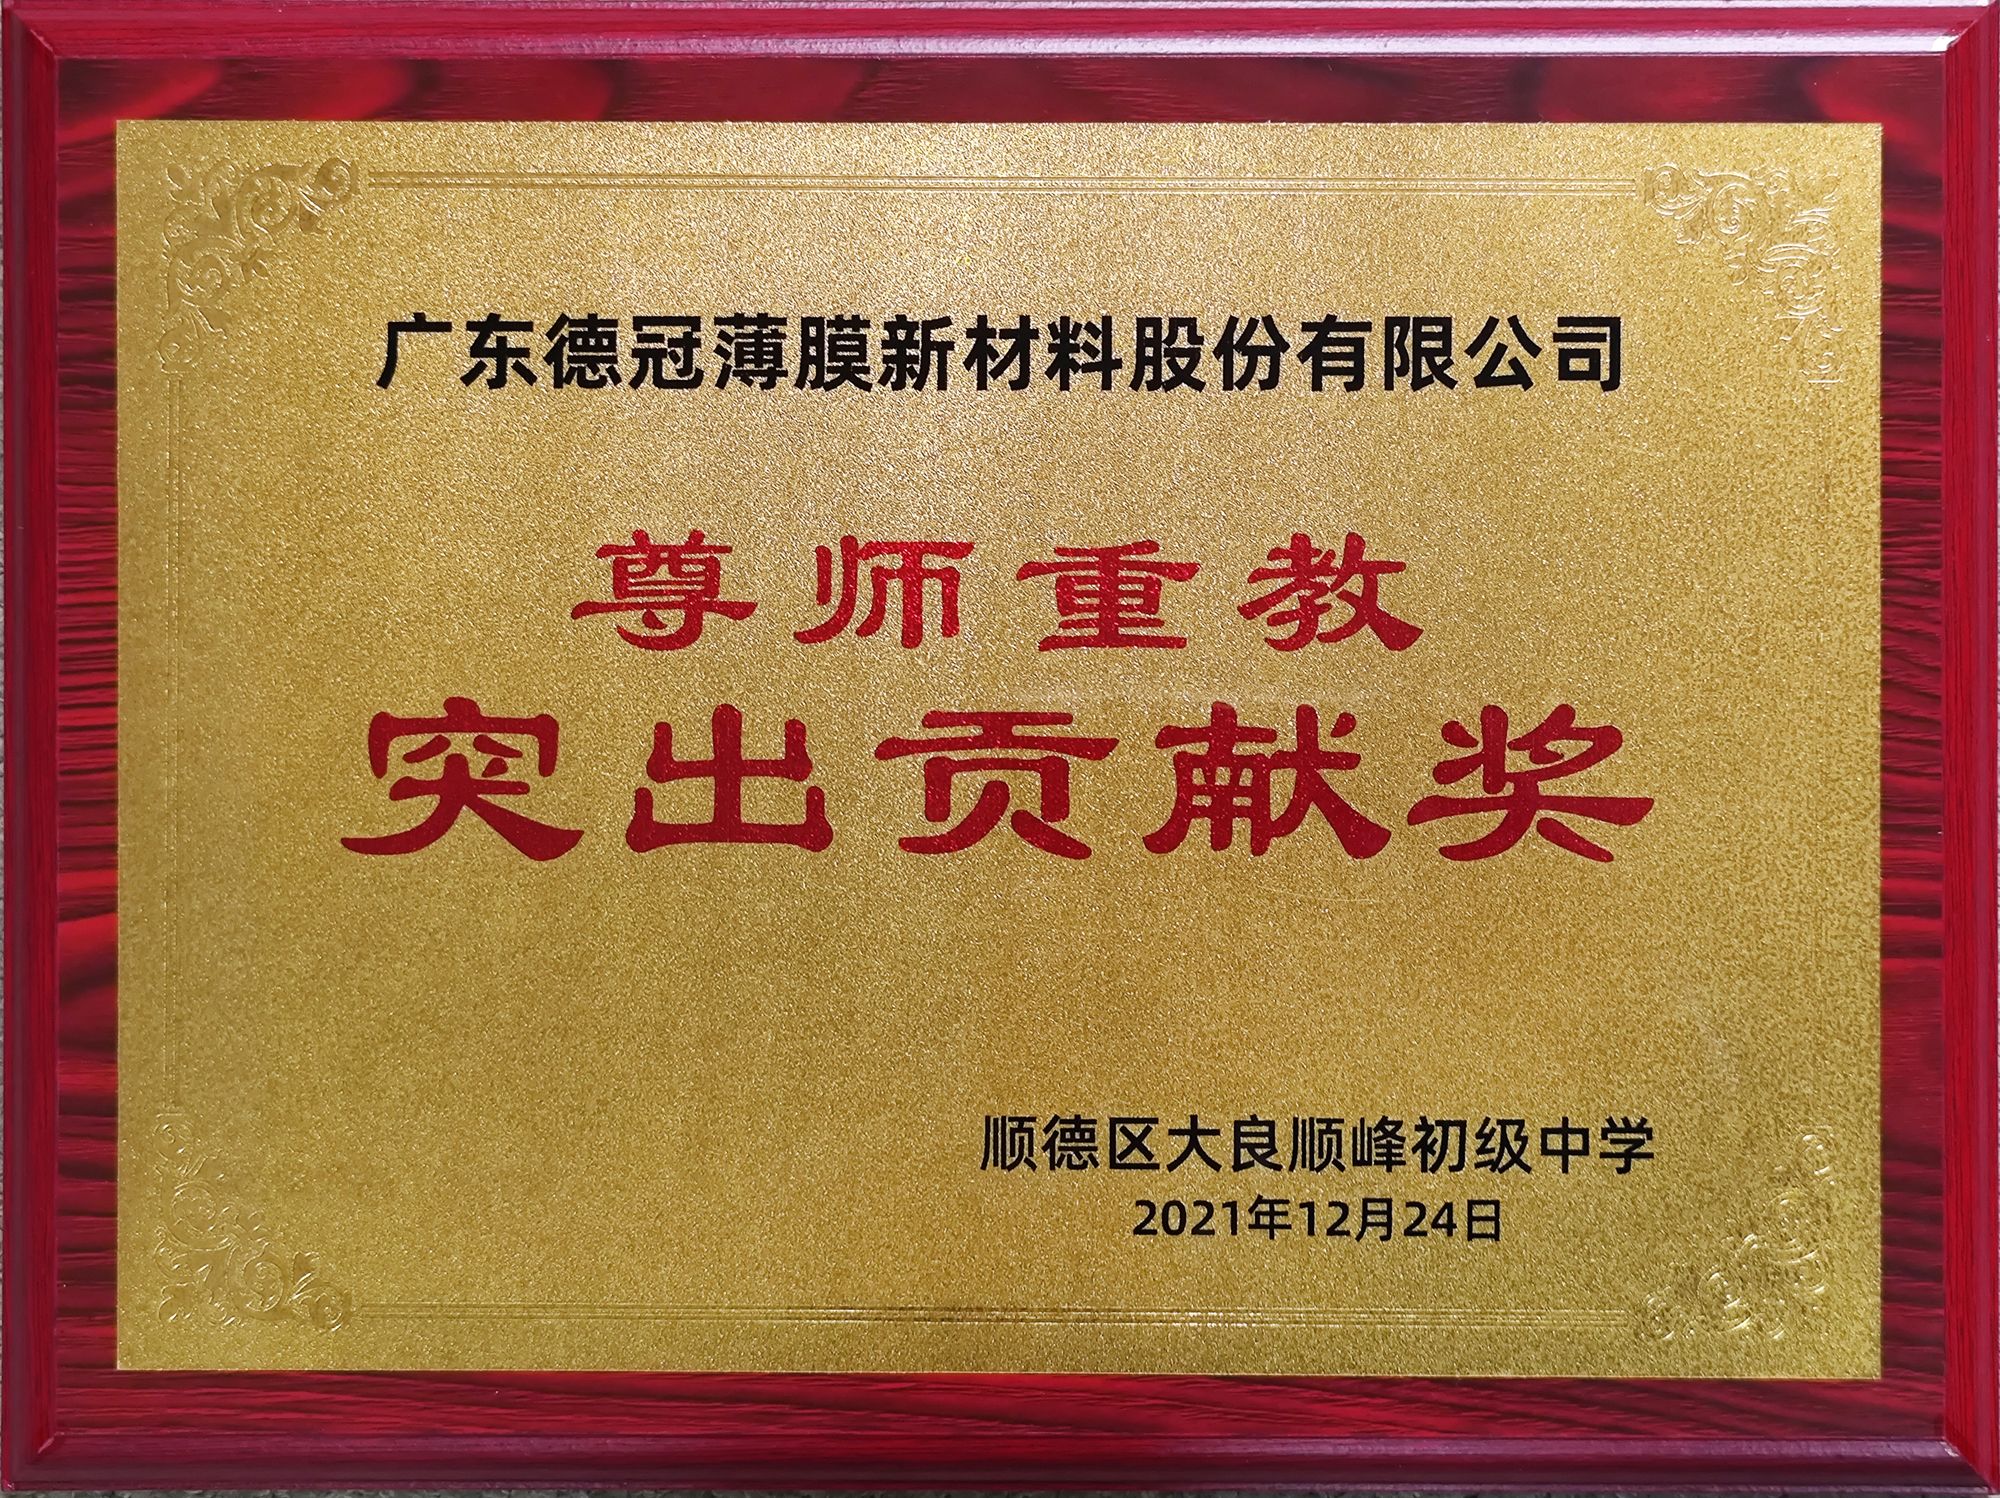 广东德冠薄膜新材料股份有限公司
尊师重教
突出贡献奖
顺德区大良顺峰初级中学
2021年12月24日